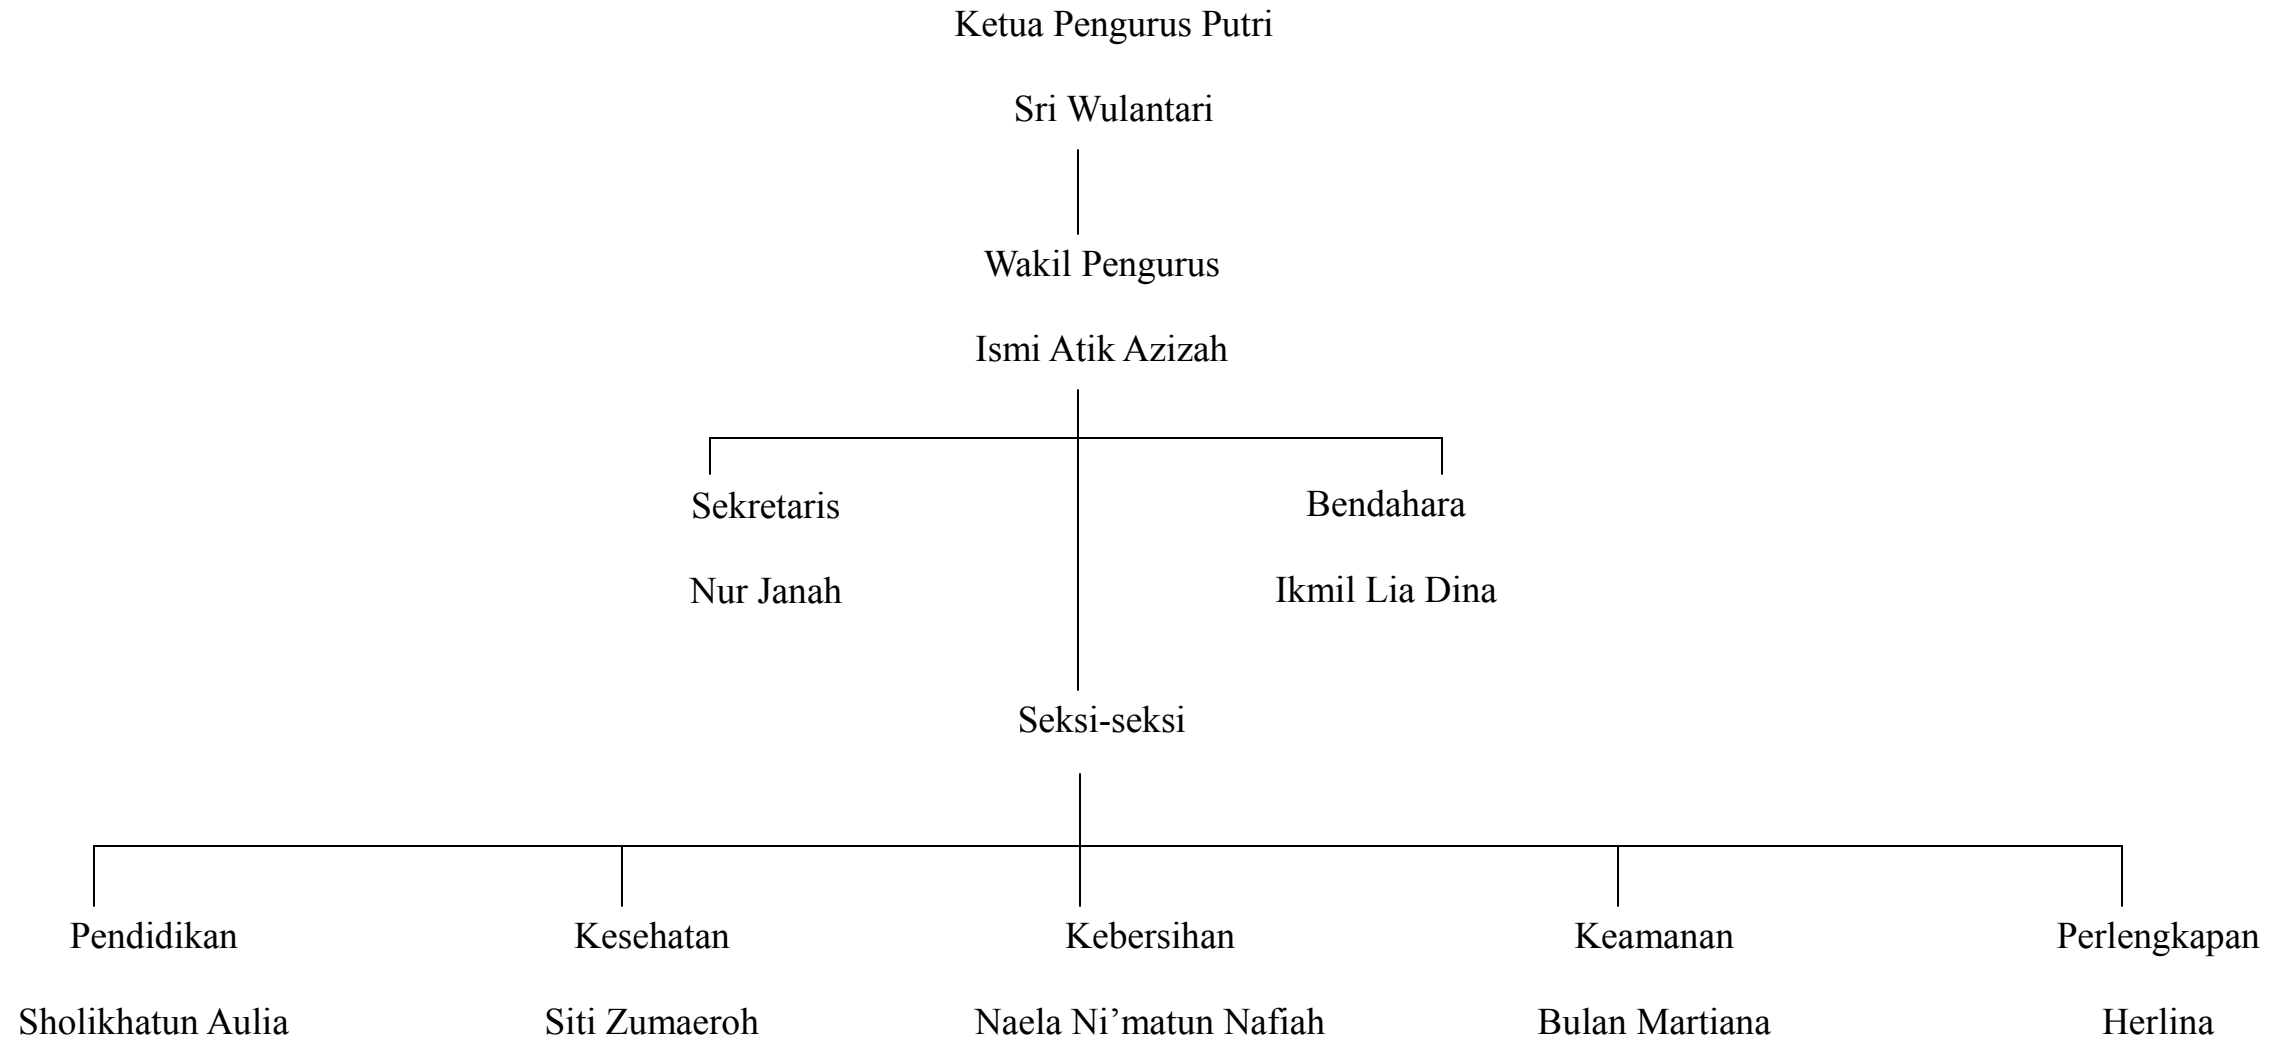 Ketua Pengurus Putri
Sri Wulantari
Wakil Pengurus
Ismi Atik Azizah
Sekretaris
Nur Janah
Bendahara
Ikmil Lia Dina
Seksi-seksi
Pendidikan
Sholikhatun Aulia
Kesehatan
Siti Zumaeroh
Kebersihan
Naela Ni’matun Nafiah
Keamanan
Bulan Martiana
Perlengkapan
Herlina